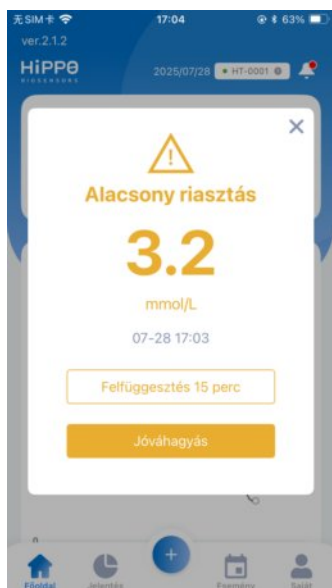 无SIM卡 17:04 63%
ver.2.1.2
HiPPO
BIOSENSORS
2025/07/28 HT-0001
Alacsony riasztás
3.2
mmol/L
07-28 17:03
Felfüggesztés 15 perc
Jóváhagyás
Főoldal Jelentés Esemény Saját